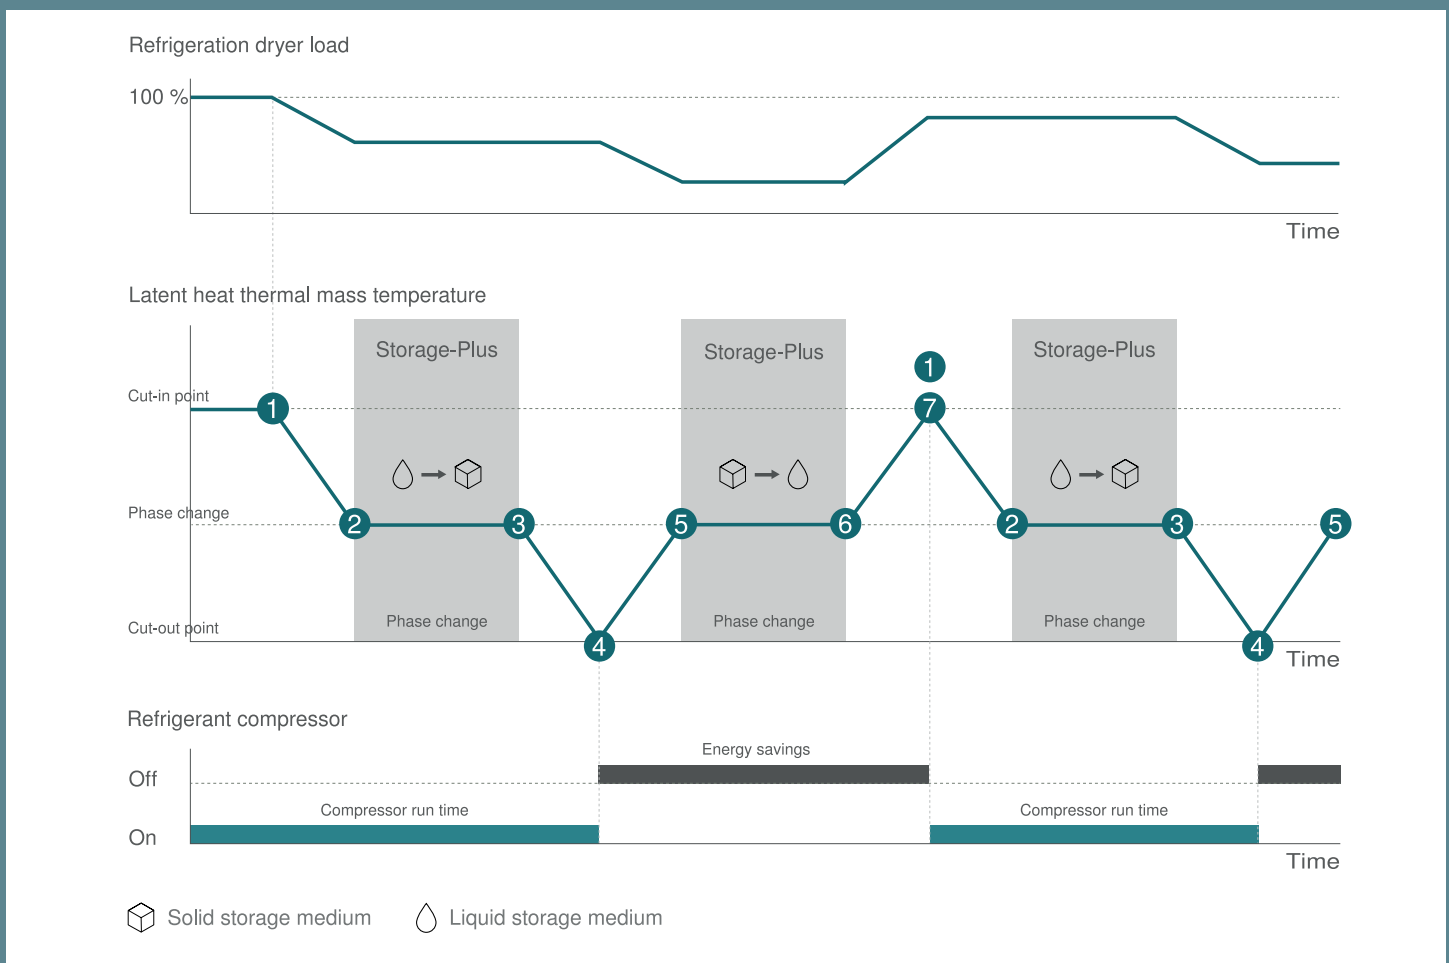 Refrigeration dryer load
100 %
Time
Latent heat thermal mass temperature
Storage-Plus
Storage-Plus
Storage-Plus
1
Cut-in point
1
7
Phase change
2
3
5
6
2
3
5
Phase change
Phase change
Phase change
Cut-out point
4
4
Time
Refrigerant compressor
Energy savings
Off
Compressor run time
Compressor run time
On
Time
Solid storage medium
Liquid storage medium